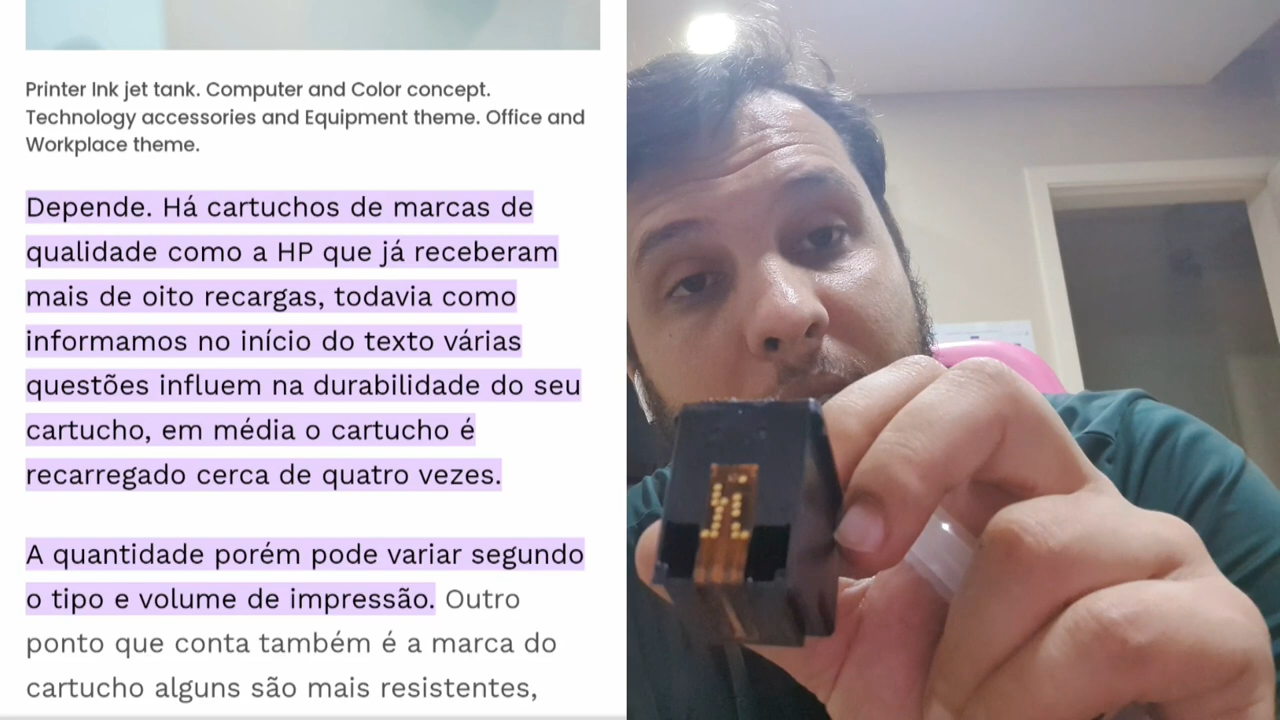 Printer Ink jet tank. Computer and Color concept.
Technology accessories and Equipment theme. Office and
Workplace theme.
Depende. Há cartuchos de marcas de
qualidade como a HP que já receberam
mais de oito recargas, todavia como
informamos no início do texto várias
questões influem na durabilidade do seu
cartucho, em média o cartucho é
recarregado cerca de quatro vezes.
A quantidade porém pode variar segundo
o tipo e volume de impressão. Outro
ponto que conta também é a marca do
cartucho alguns são mais resistentes,